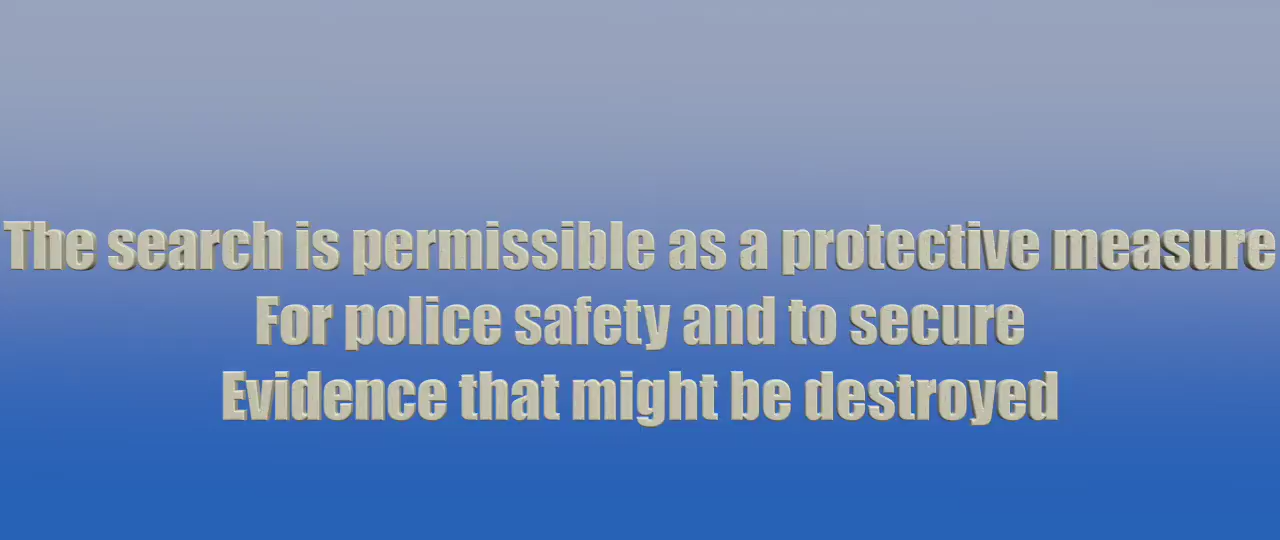 The search is permissible as a protective measure
For police safety and to secure
Evidence that might be destroyed